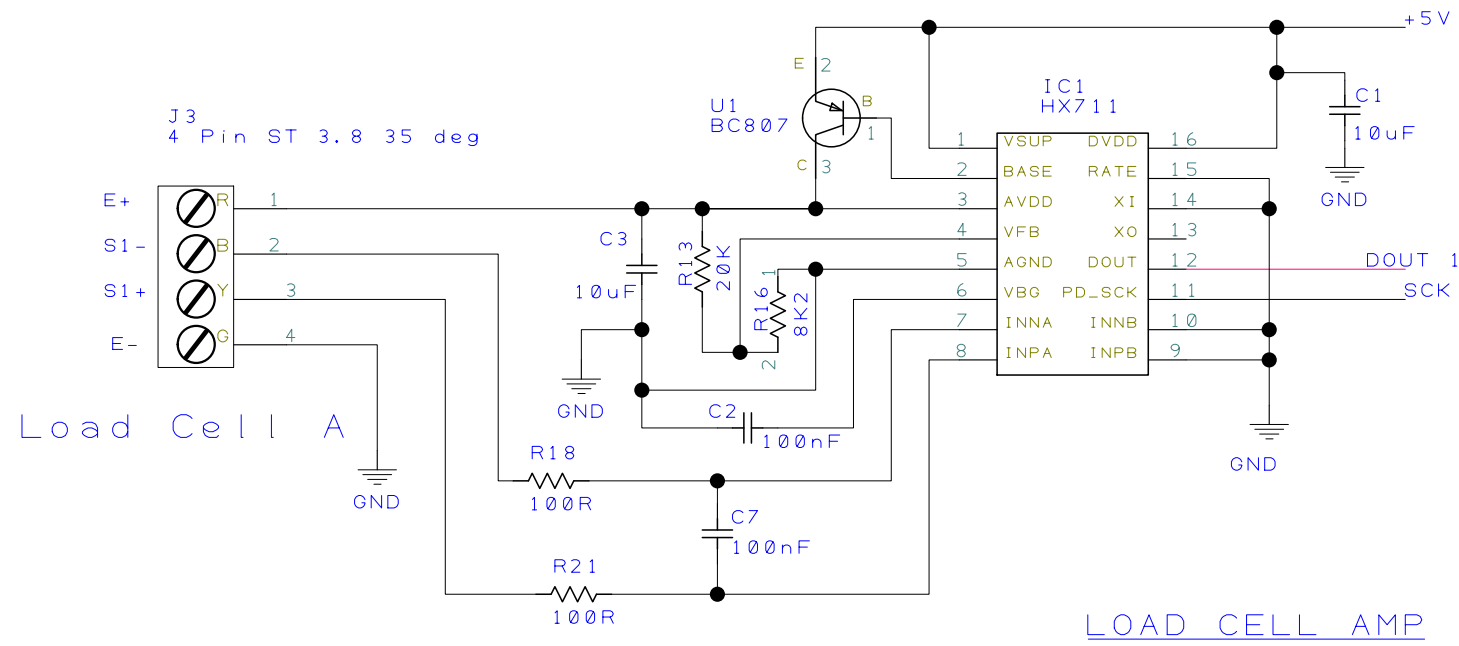 +5V
E 2
IC1
HX711
C1
10uF
GND
U1
BC807
B
1
C 3
J3
4 Pin ST 3.8 35 deg
E+ R 1
S1- B 2
S1+ Y 3
E- G 4
Load Cell A
GND
1 VSUP DVDD 16
2 BASE RATE 15
3 AVDD XI 14
4 VFB XO 13
5 AGND DOUT 12 DOUT 1
6 VBG PD_SCK 11 SCK
7 INNA INNB 10
8 INPA INPB 9
GND
C3
10uF
R13
20K
1
R16
8K2
2
GND
C2
100nF
R18
100R
C7
100nF
R21
100R
LOAD CELL AMP